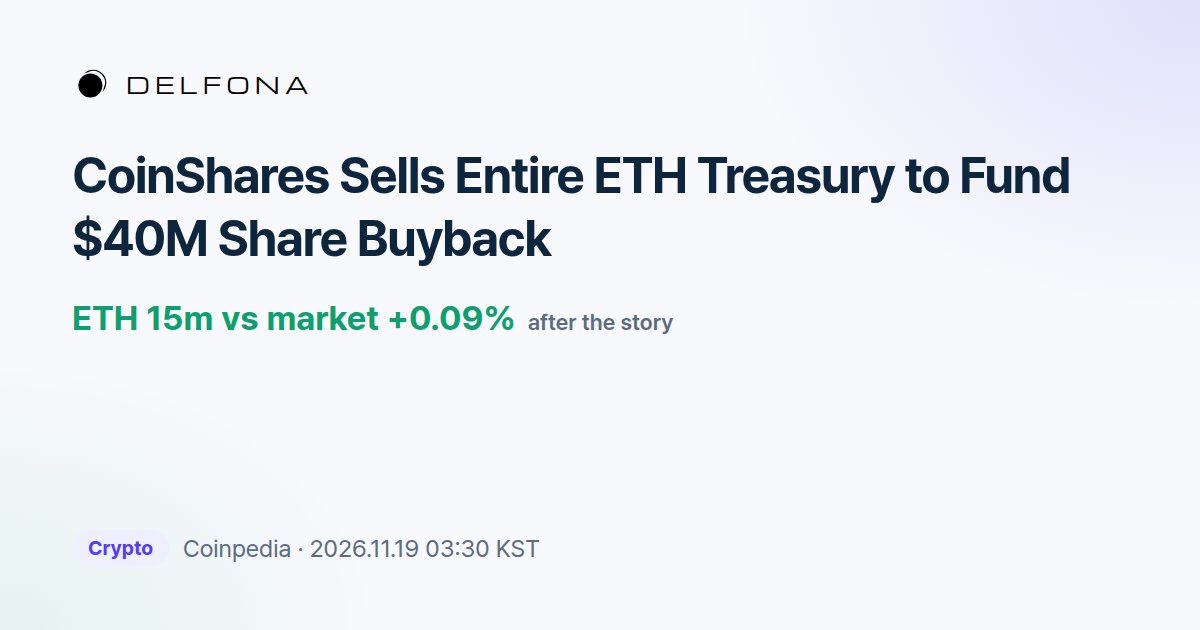 DELFONA
CoinShares Sells Entire ETH Treasury to Fund
$40M Share Buyback
ETH 15m vs market +0.09% after the story
Crypto Coinpedia · 2026.11.19 03:30 KST